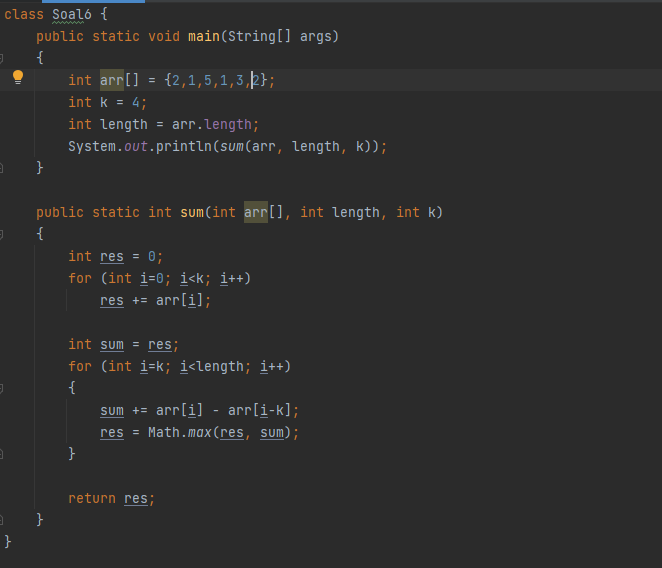 class Soal6 {
    public static void main(String[] args)
    {
        int arr[] = {2,1,5,1,3,2};
        int k = 4;
        int length = arr.length;
        System.out.println(sum(arr, length, k));
    }

    public static int sum(int arr[], int length, int k)
    {
        int res = 0;
        for (int i=0; i<k; i++)
            res += arr[i];

        int sum = res;
        for (int i=k; i<length; i++)
        {
            sum += arr[i] - arr[i-k];
            res = Math.max(res, sum);
        }

        return res;
    }
}